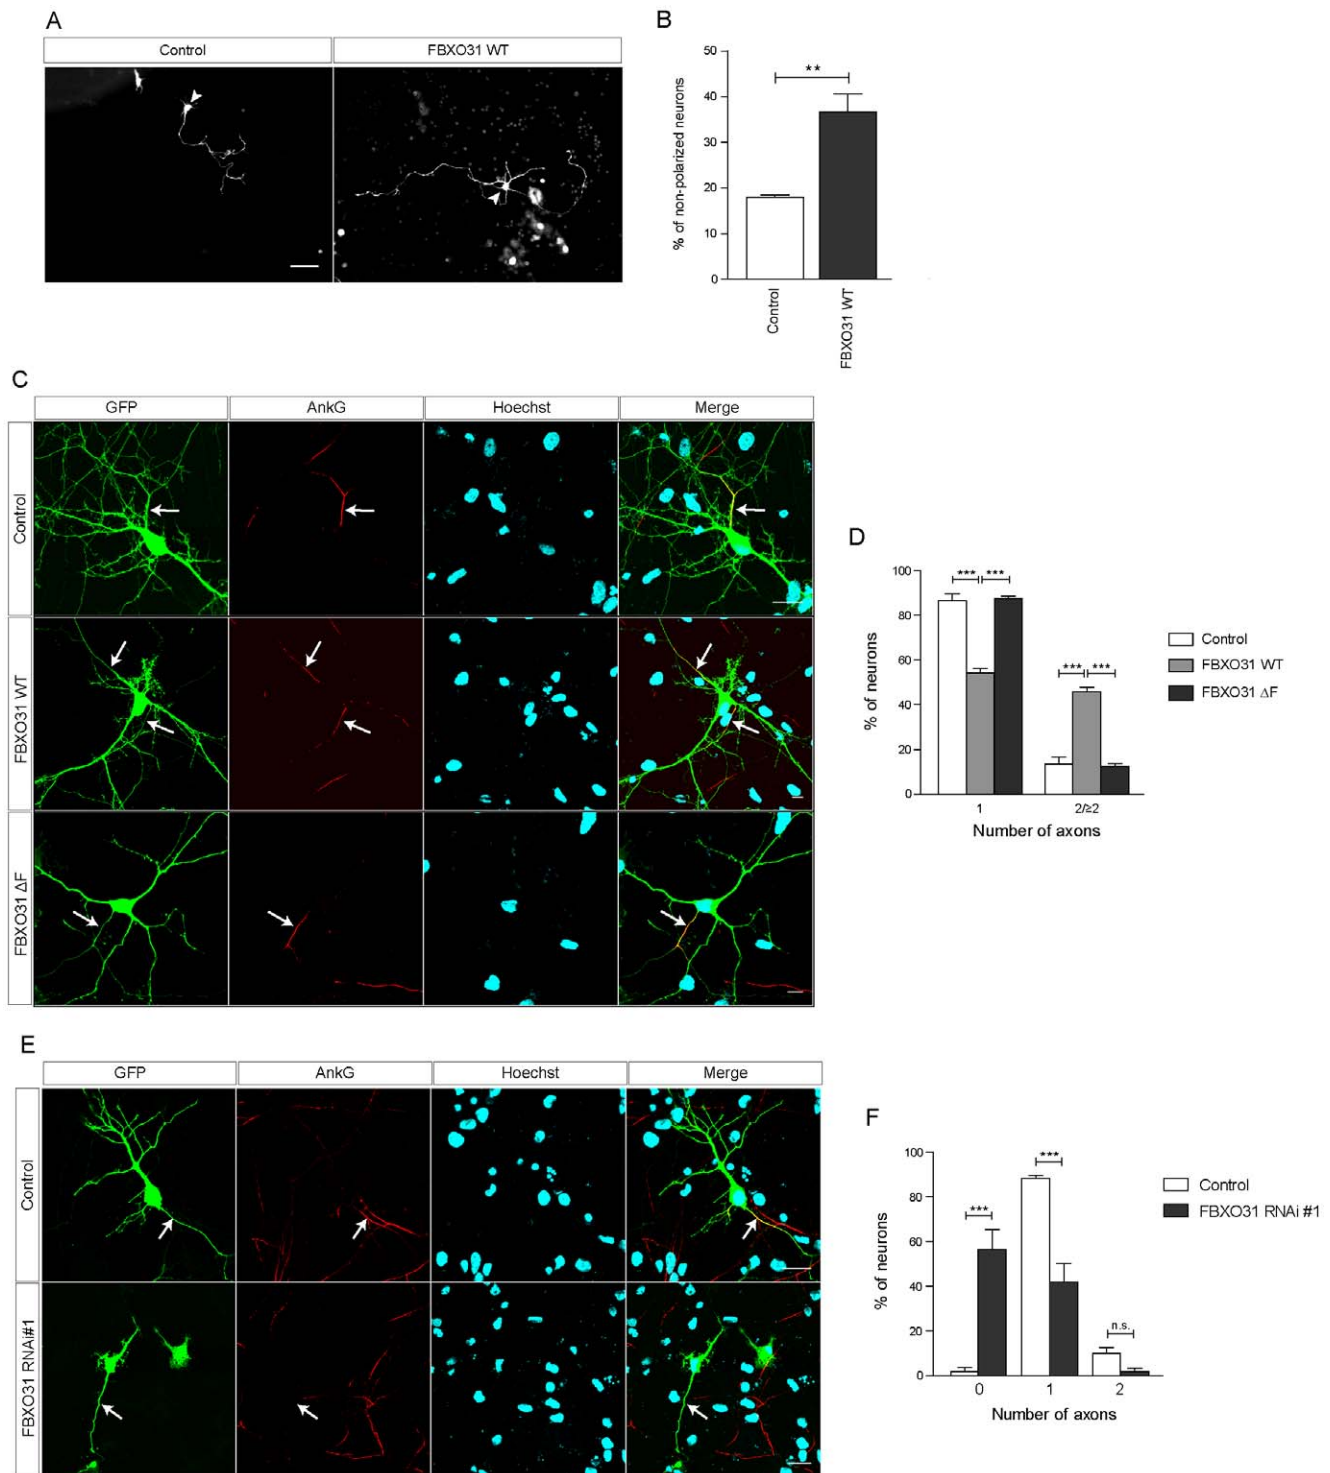 A
Control FBXO31 WT
B
50
40
30
20
10
0
% of non-polarized neurons
**
Control
FBXO31 WT
C
GFP AnkG Hoechst Merge
Control
FBXO31 WT
FBXO31 ΔF
D
100
80
60
40
20
0
% of neurons
*** ***
*** ***
1 2/≥2
Number of axons
Control
FBXO31 WT
FBXO31 ΔF
E
GFP AnkG Hoechst Merge
Control
FBXO31 RNAi#1
F
100
80
60
40
20
0
% of neurons
***
***
n.s.
0 1 2
Number of axons
Control
FBXO31 RNAi #1